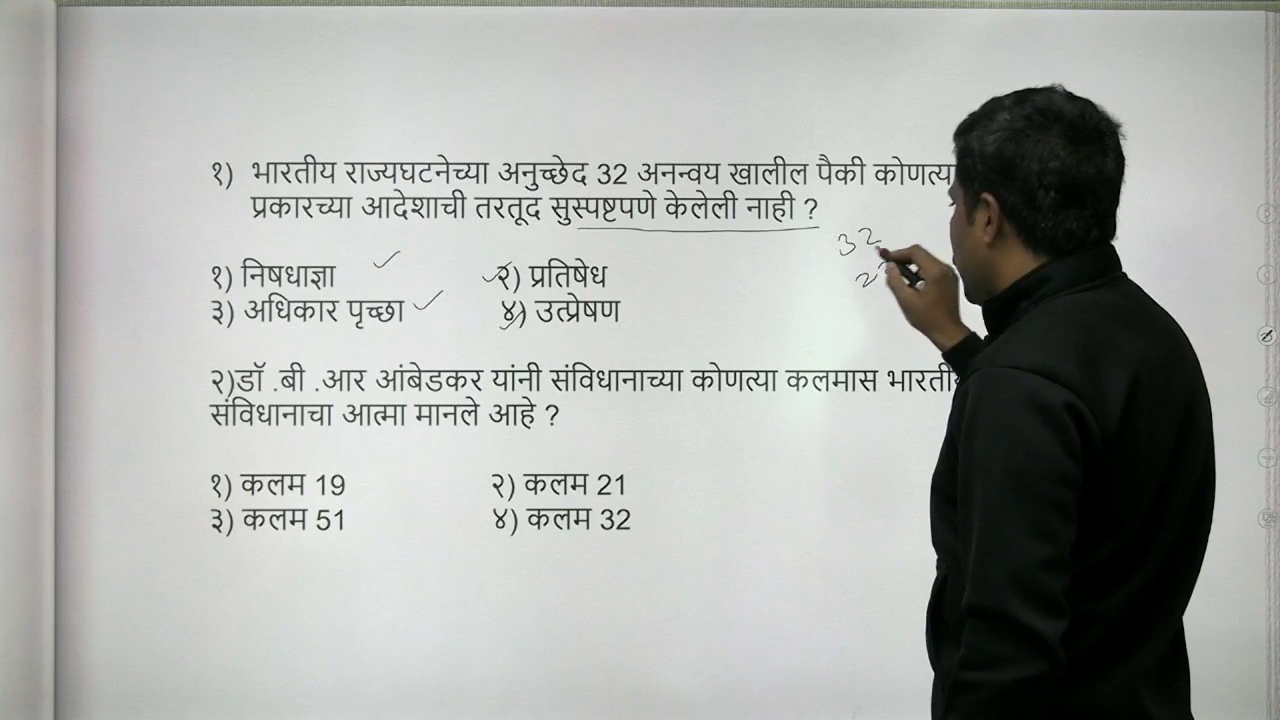 १) भारतीय राज्यघटनेच्या अनुच्छेद 32 अनन्वय खालील पैकी कोणत्या
प्रकारच्या आदेशाची तरतूद सुस्पष्टपणे केलेली नाही ?
32
१) निषधाज्ञा २) प्रतिषेध
३) अधिकार पृच्छा ४) उत्प्रेषण
२)डॉ .बी .आर आंबेडकर यांनी संविधानाच्या कोणत्या कलमास
संविधानाचा आत्मा मानले आहे ?
१) कलम 19 २) कलम 21
३) कलम 51 ४) कलम 32